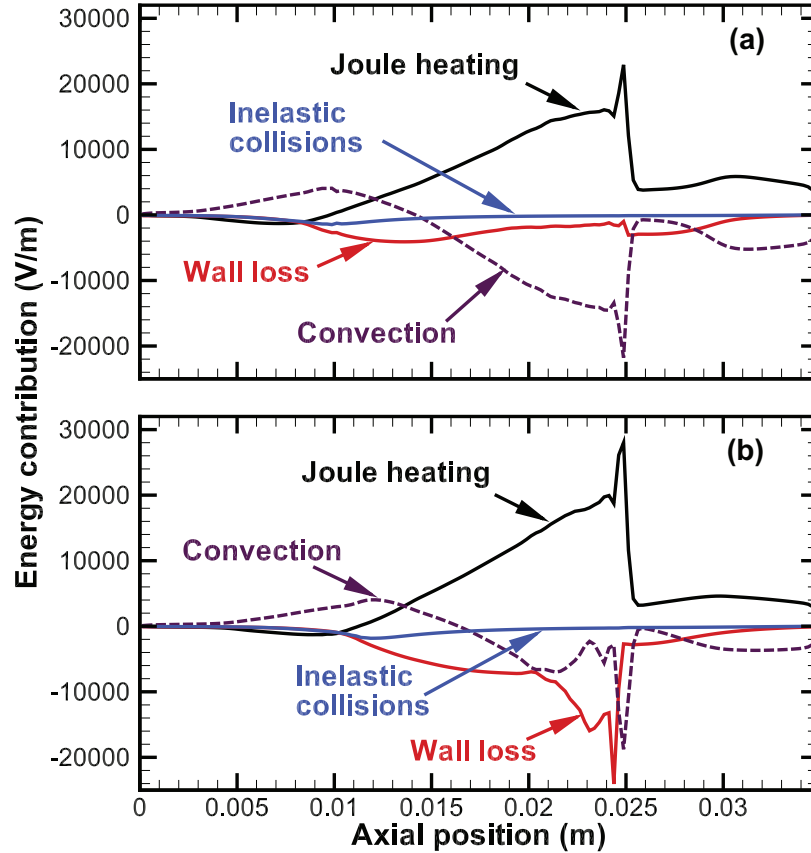 (a)
30000
Joule heating
20000
Inelastic
collisions
10000
0
Wall loss
-10000
Convection
-20000
Energy contribution (V/m)
(b)
30000
Joule heating
20000
Convection
10000
0
Inelastic
collisions
-10000
Wall loss
-20000
0 0.005 0.01 0.015 0.02 0.025 0.03
Axial position (m)